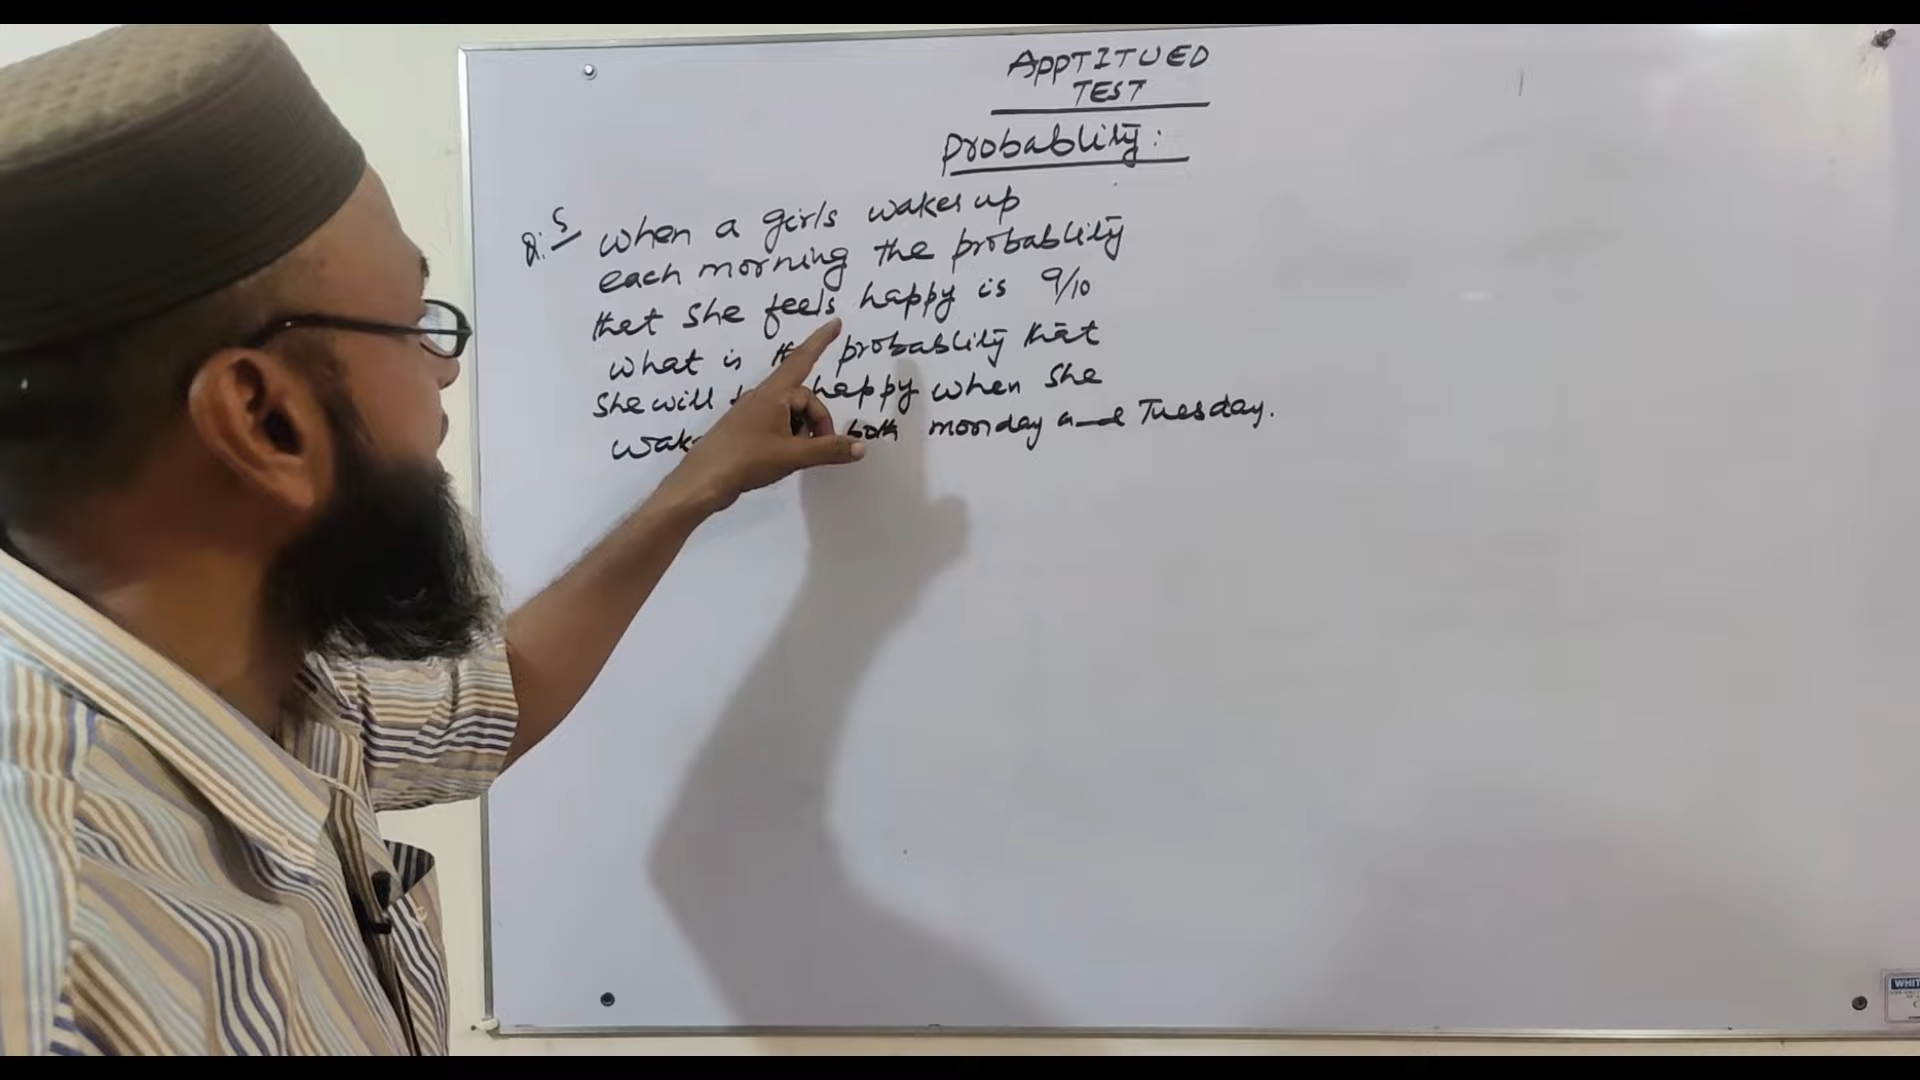 AppTITUED
TEST
Probablity:
Q:5 When a girls wakes up
each morning the probablity
that she feels happy is 9/10
what is probablity that
she will happy when she
both monday and Tuesday.
WHIT